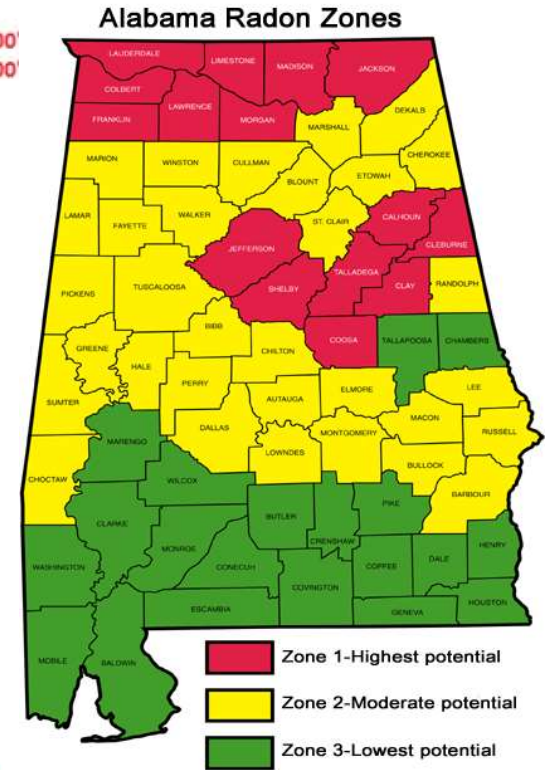 Alabama Radon Zones
00'
00'
LAUDERDALE
LIMESTONE
MADISON
JACKSON
COLBERT
LAWRENCE
FRANKLIN
MORGAN
MARSHALL
DEKALB
CHEROKEE
MARION
WINSTON
CULLMAN
BLOUNT
ETOWAH
LAMAR
FAYETTE
WALKER
ST. CLAIR
CALHOUN
CLEBURNE
JEFFERSON
TALLADEGA
SHELBY
CLAY
RANDOLPH
PICKENS
TUSCALOOSA
BIBB
COOSA
TALLAPOOSA
CHAMBERS
GREENE
HALE
CHILTON
PERRY
ELMORE
LEE
SUMTER
AUTAUGA
MACON
DALLAS
MONTGOMERY
RUSSELL
MARENGO
LOWNDES
BULLOCK
CHOCTAW
WILCOX
BARBOUR
CLARKE
BUTLER
PIKE
MONROE
CRENSHAW
HENRY
WASHINGTON
CONECUH
COFFEE
DALE
COVINGTON
ESCAMBIA
GENEVA
HOUSTON
MOBILE
BALDWIN
Zone 1-Highest potential
Zone 2-Moderate potential
Zone 3-Lowest potential